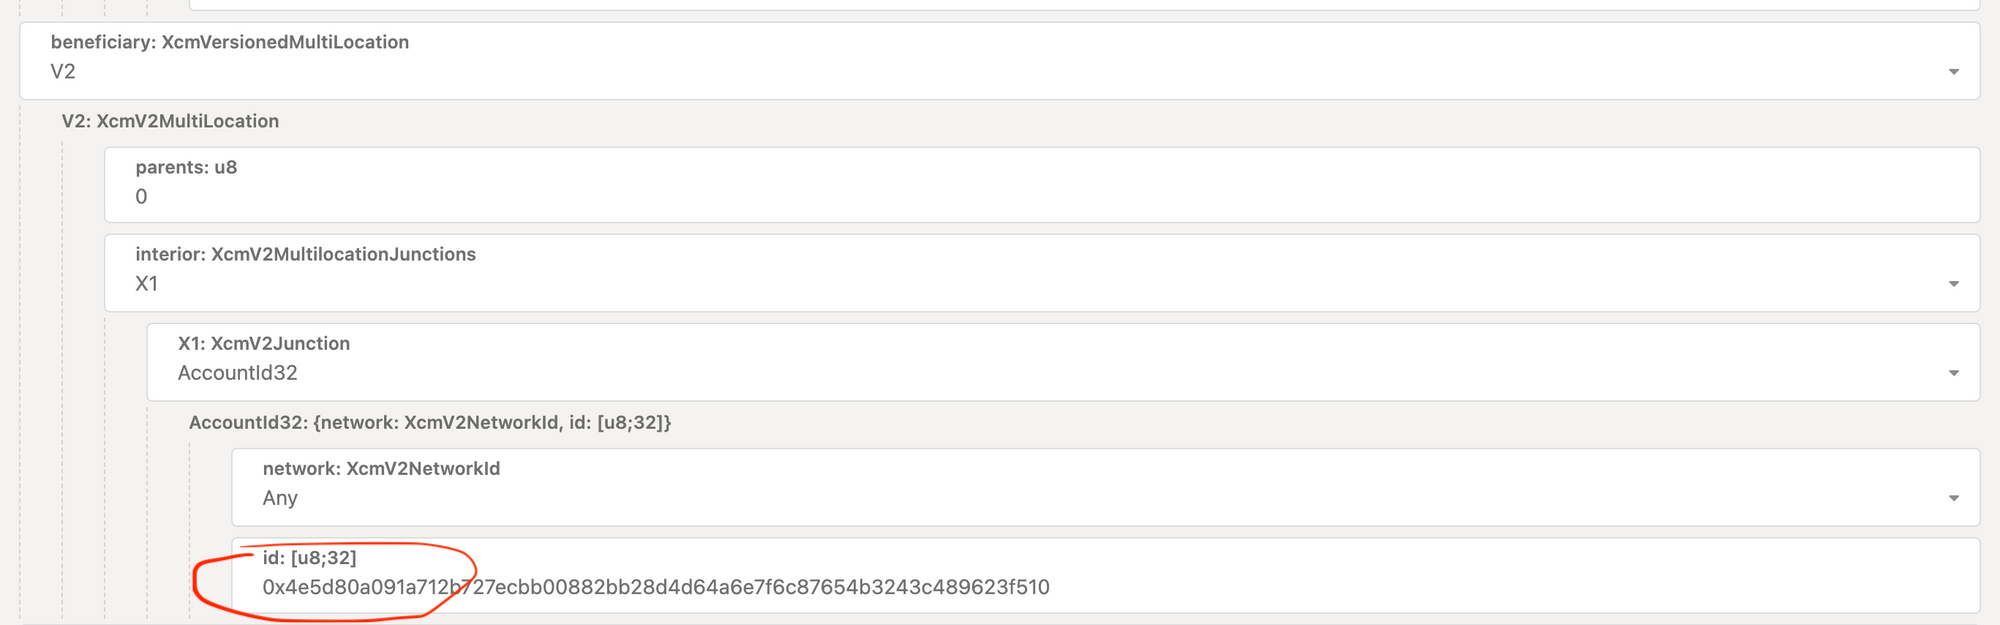 beneficiary: XcmVersionedMultiLocation
V2
V2: XcmV2MultiLocation
parents: u8
0
interior: XcmV2MultilocationJunctions
X1
X1: XcmV2Junction
AccountId32
AccountId32: {network: XcmV2NetworkId, id: [u8;32]}
network: XcmV2NetworkId
Any
id: [u8;32]
0x4e5d80a091a712b727ecbb00882bb28d4d64a6e7f6c87654b3243c489623f510